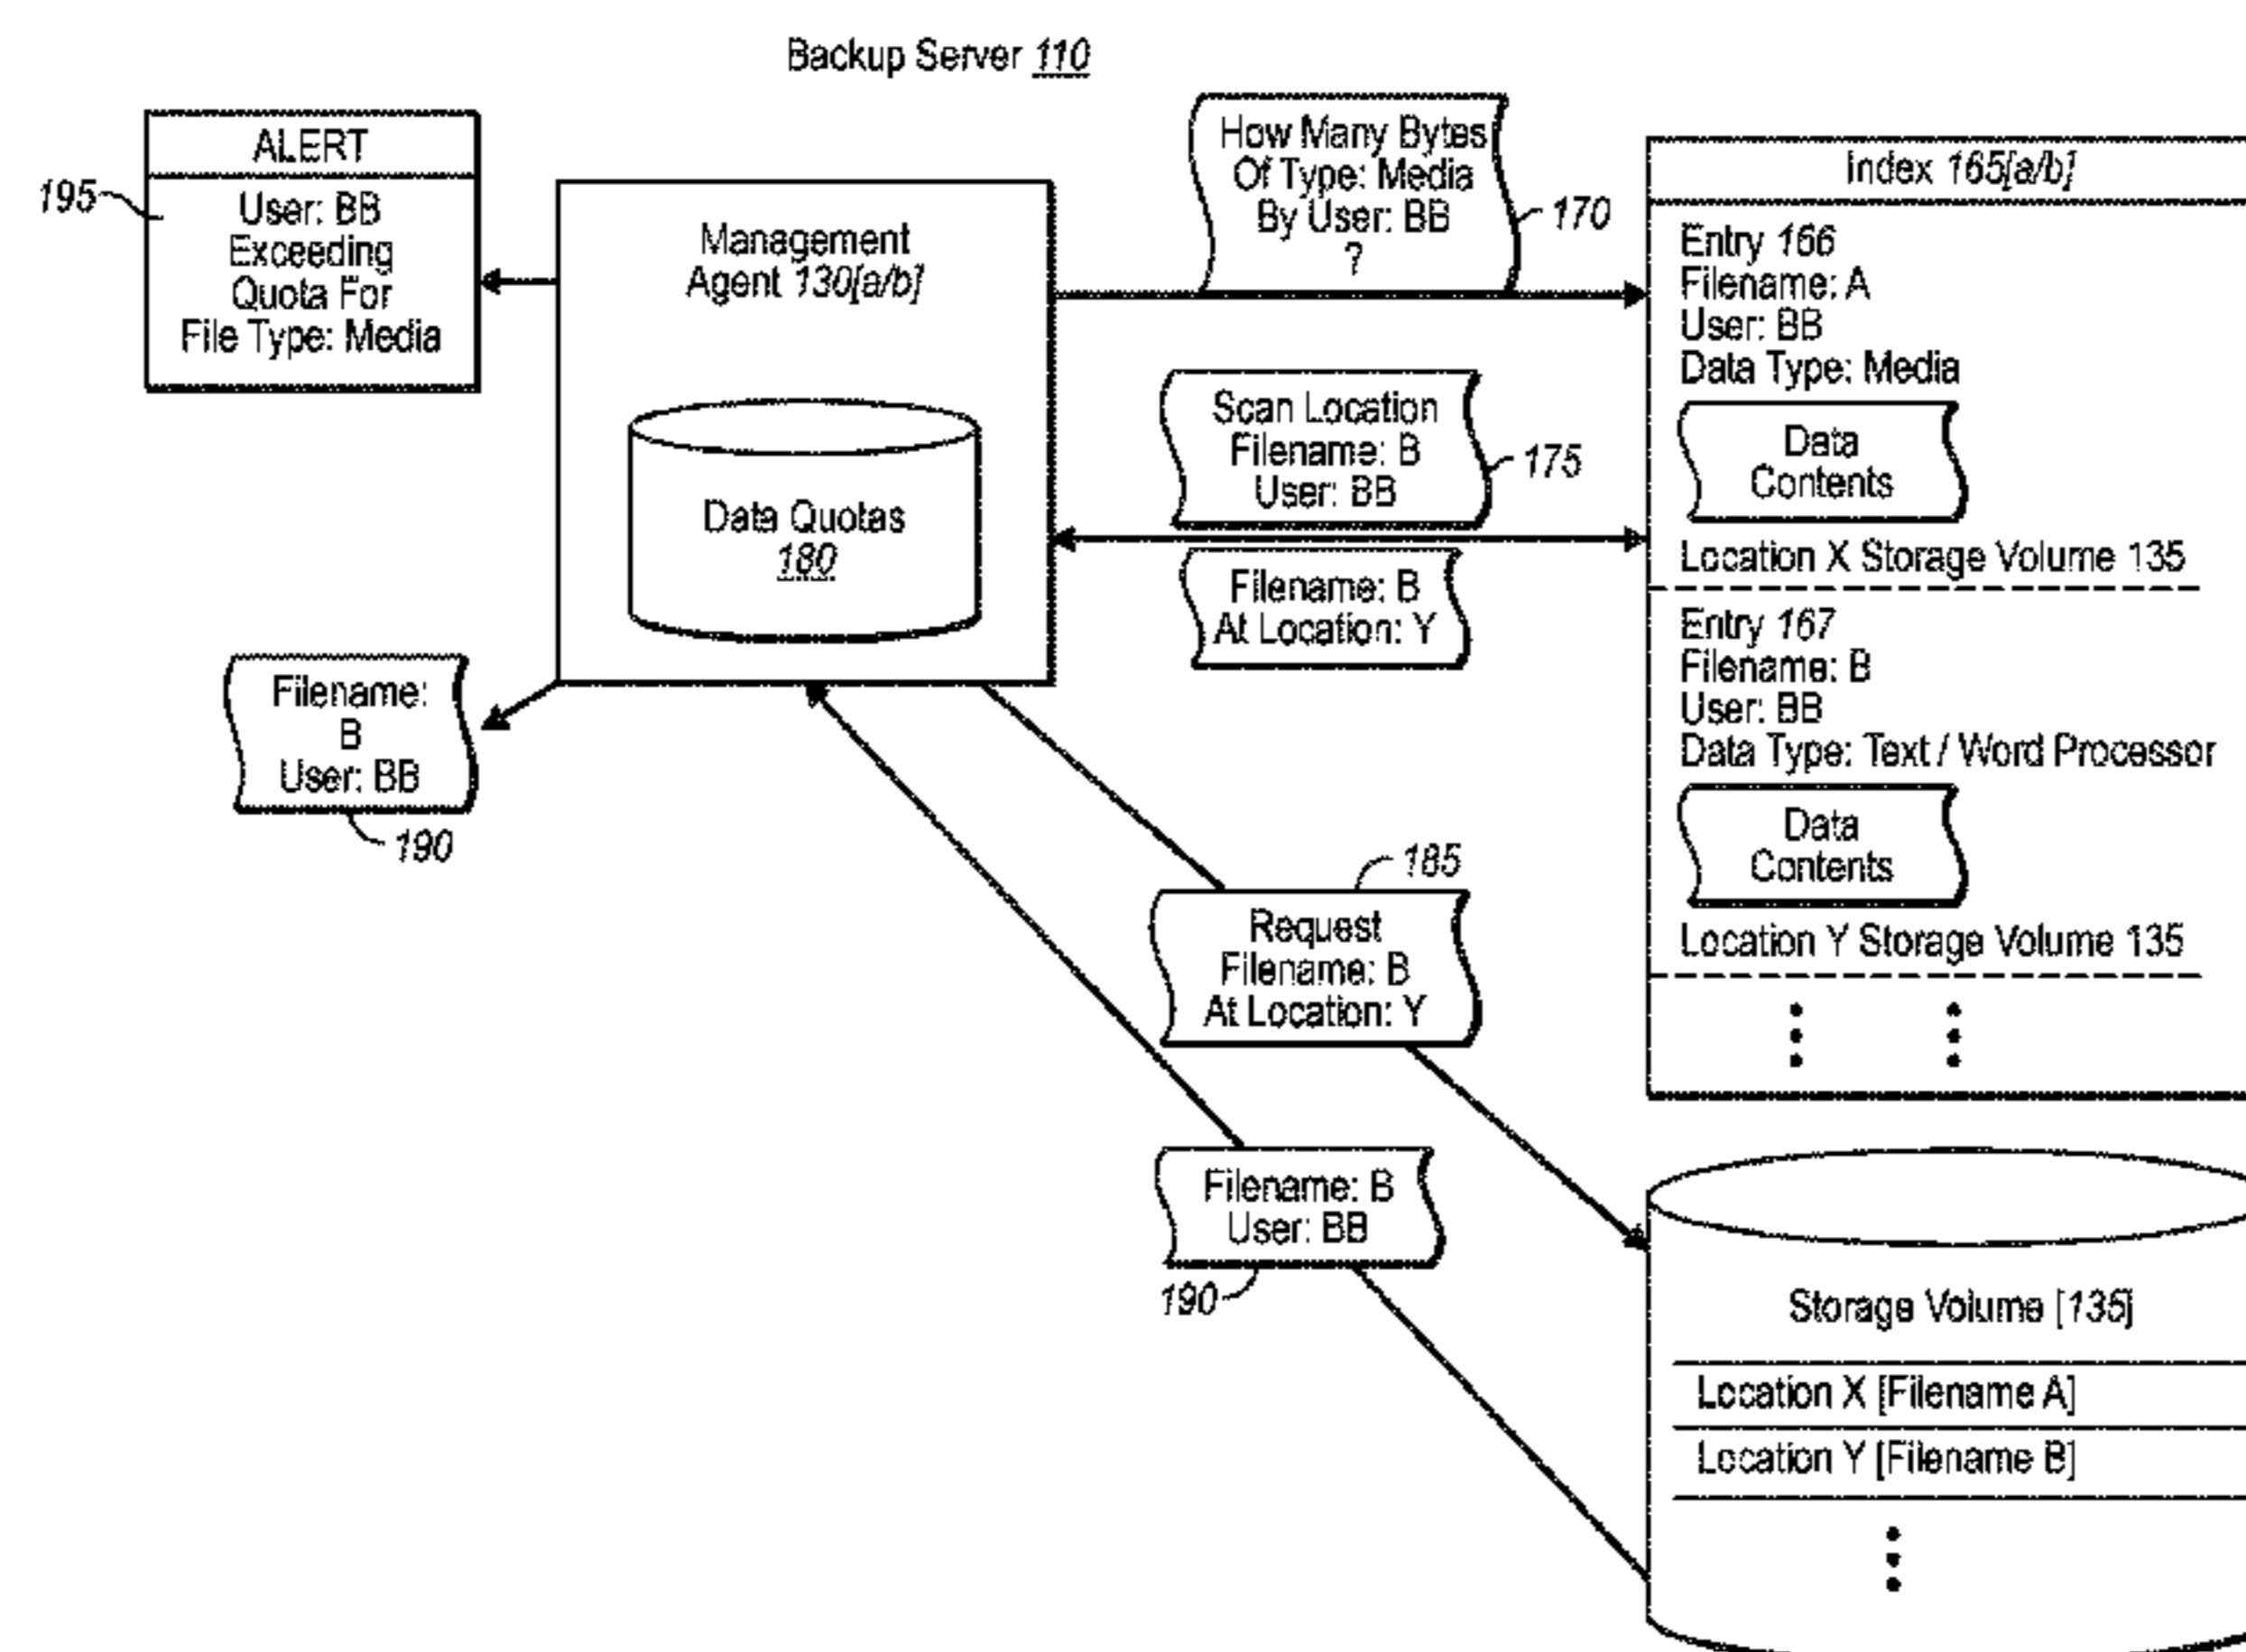 Backup Server 110
ALERT
User: BB
Exceeding
Quota For
File Type: Media
195
Management
Agent 130[a/b]
Data Quotas
180
How Many Bytes
Of Type: Media
By User: BB
?
170
Scan Location
Filename: B
User: BB
175
Filename: B
At Location: Y
Index 165[a/b]
Entry 166
Filename: A
User: BB
Data Type: Media
Data
Contents
Location X Storage Volume 135
Entry 167
Filename: B
User: BB
Data Type: Text / Word Processor
Data
Contents
Location Y Storage Volume 135
Filename:
B
User: BB
190
185
Request
Filename: B
At Location: Y
Filename: B
User: BB
190
Storage Volume [135]
Location X [Filename A]
Location Y [Filename B]